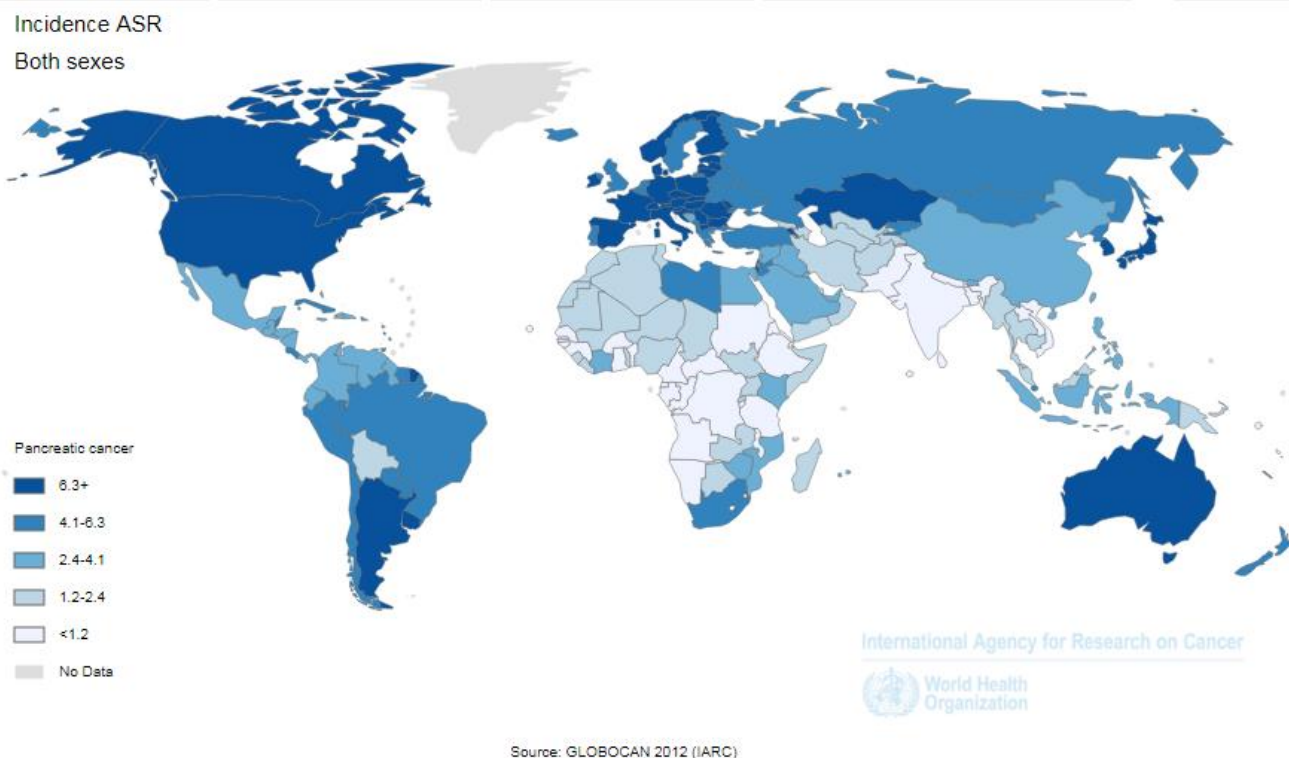 Incidence ASR
Both sexes
Pancreatic cancer
6.3+
4.1-6.3
2.4-4.1
1.2-2.4
<1.2
No Data
International Agency for Research on Cancer
World Health
Organization
Source: GLOBOCAN 2012 (IARC)